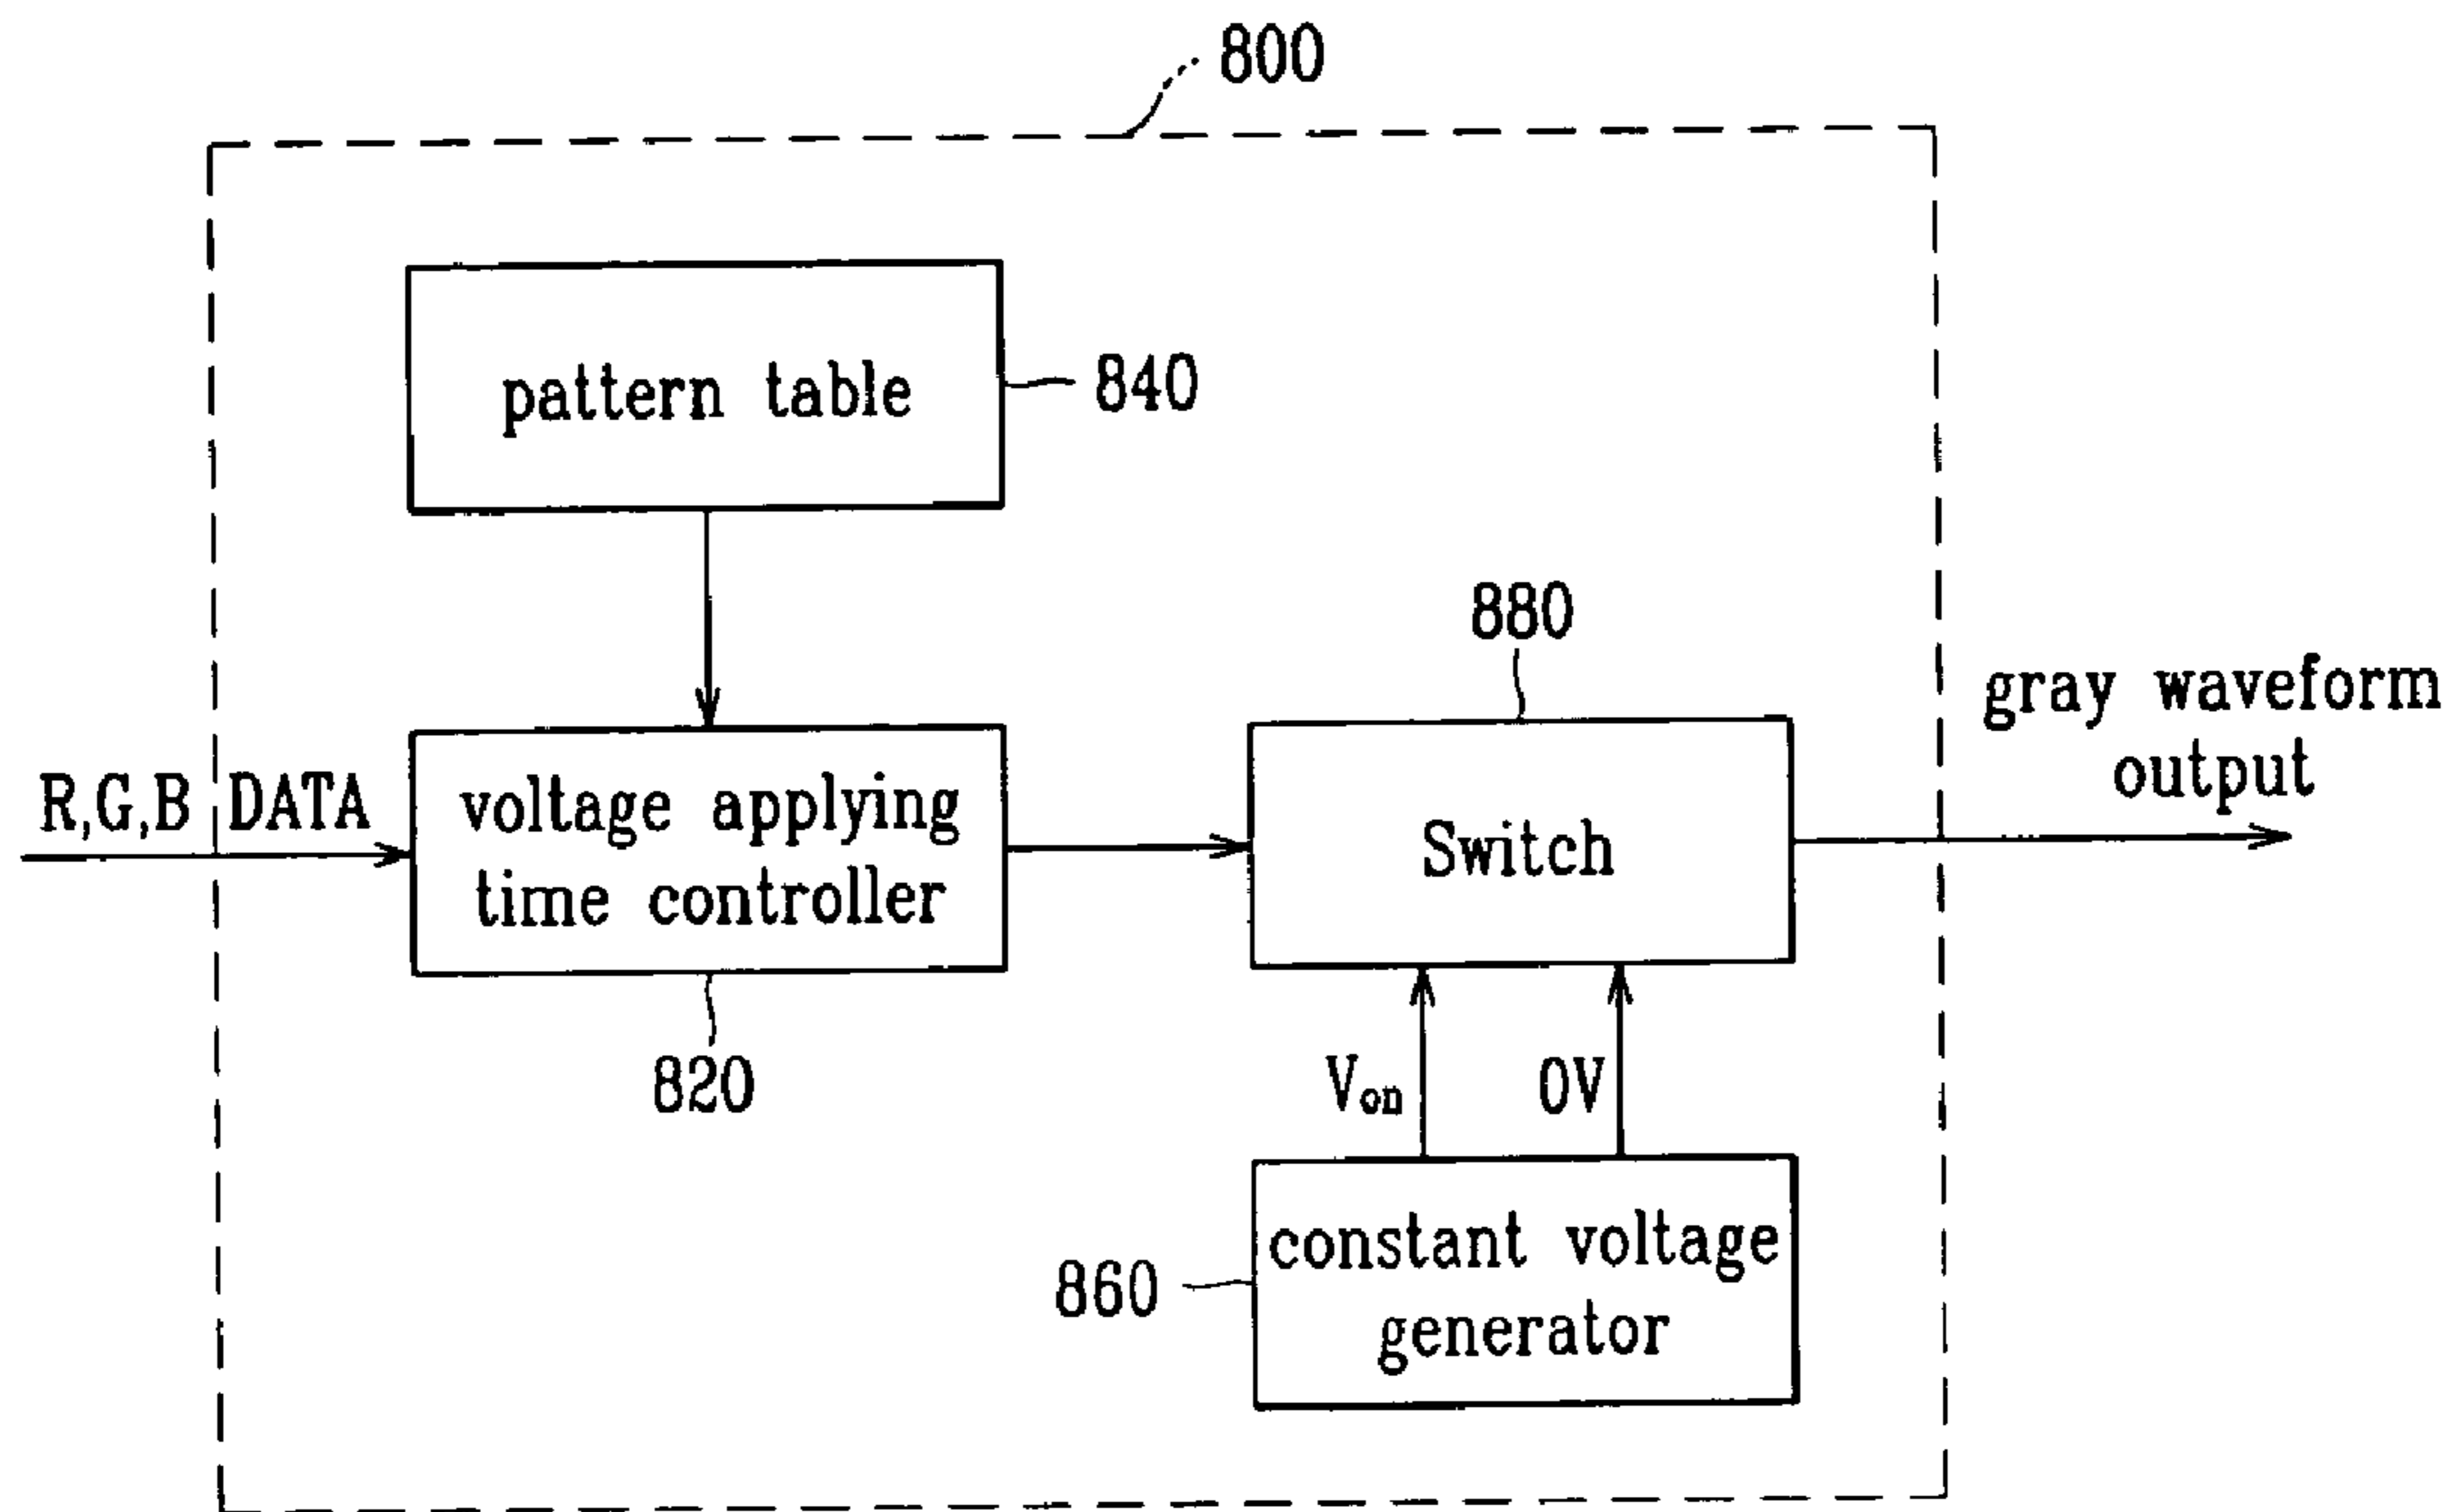 800
pattern table
840
880
gray waveform
output
R,G,B DATA
voltage applying
time controller
Switch
820
Von
0V
860
constant voltage
generator